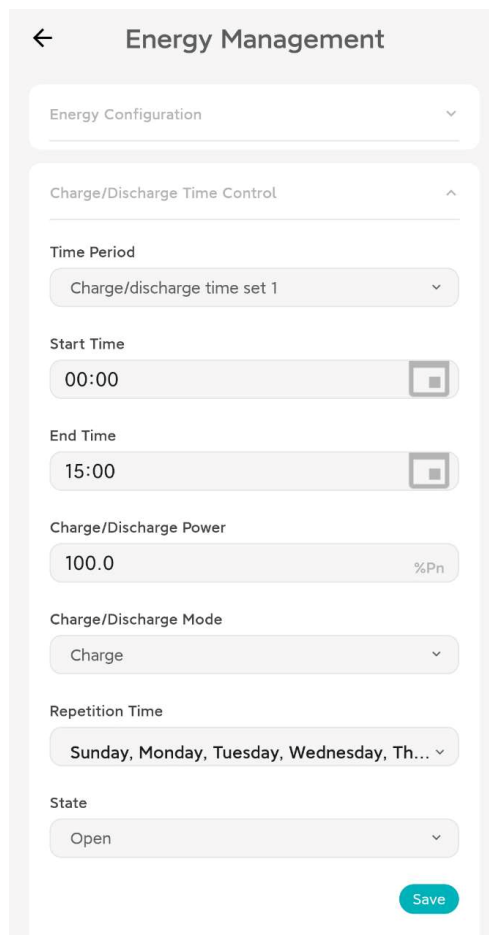 Energy Management
Energy Configuration
Charge/Discharge Time Control
Time Period
Charge/discharge time set 1
Start Time
00:00
End Time
15:00
Charge/Discharge Power
100.0 %Pn
Charge/Discharge Mode
Charge
Repetition Time
Sunday, Monday, Tuesday, Wednesday, Th...
State
Open
Save